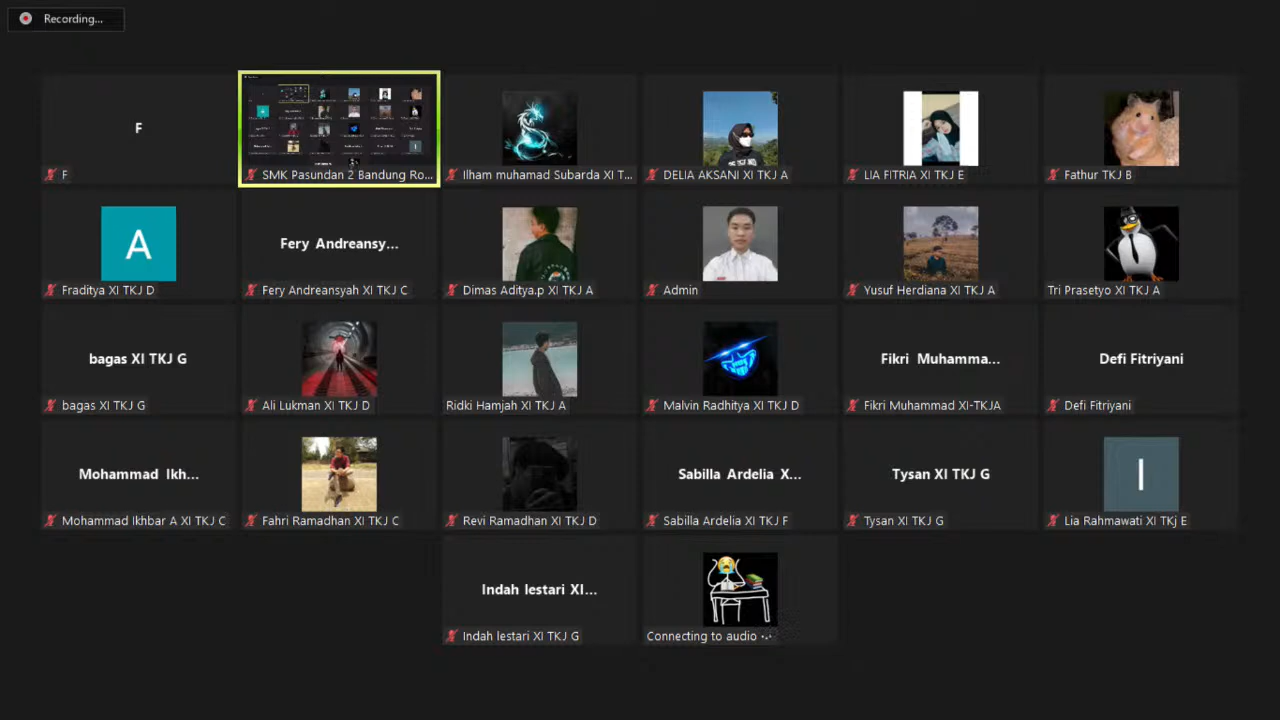 Recording...
F
F
SMK Pasundan 2 Bandung Ro...
Ilham muhamad Subarda XI T...
DELIA AKSANI XI TKJ A
LIA FITRIA XI TKJ E
Fathur TKJ B
A
Fraditya XI TKJ D
Fery Andreansy...
Fery Andreansyah XI TKJ C
Dimas Aditya.p XI TKJ A
Admin
Yusuf Herdiana XI TKJ A
Tri Prasetyo XI TKJ A
bagas XI TKJ G
bagas XI TKJ G
Ali Lukman XI TKJ D
Ridki Hamjah XI TKJ A
Malvin Radhitya XI TKJ D
Fikri Muhamma...
Fikri Muhammad XI-TKJA
Defi Fitriyani
Defi Fitriyani
Mohammad Ikh...
Mohammad Ikhbar A XI TKJ C
Fahri Ramadhan XI TKJ C
Revi Ramadhan XI TKJ D
Sabilla Ardelia X...
Sabilla Ardelia XI TKJ F
Tysan XI TKJ G
Tysan XI TKJ G
I
Lia Rahmawati XI TKj E
Indah lestari XI...
Indah lestari XI TKJ G
Connecting to audio